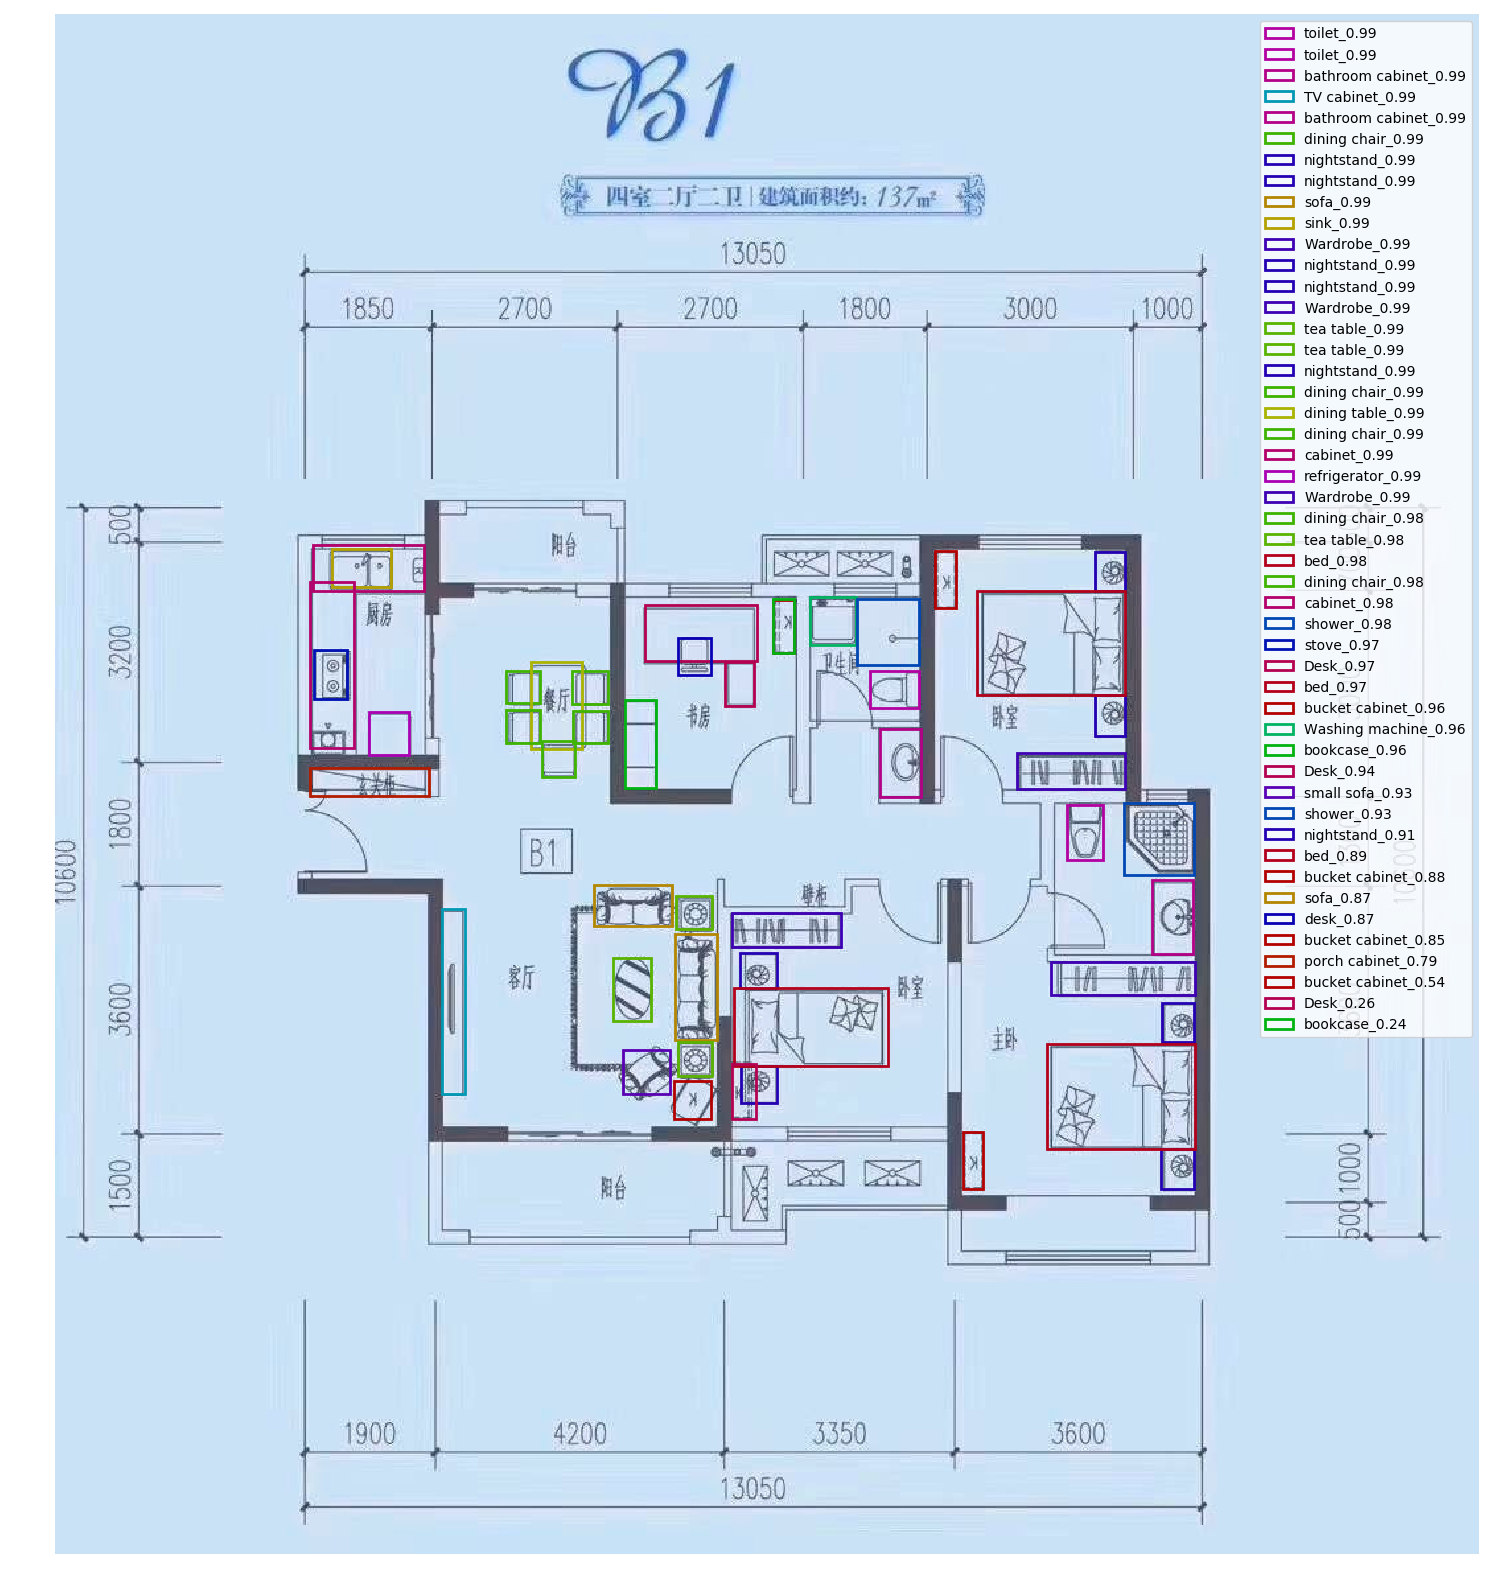 B1
四室二厅二卫 | 建筑面积约: 137m²
13050
1850 2700 2700 1800 3000 1000
toilet_0.99
toilet_0.99
bathroom cabinet_0.99
TV cabinet_0.99
bathroom cabinet_0.99
dining chair_0.99
nightstand_0.99
nightstand_0.99
sofa_0.99
sink_0.99
Wardrobe_0.99
nightstand_0.99
nightstand_0.99
Wardrobe_0.99
tea table_0.99
tea table_0.99
nightstand_0.99
dining chair_0.99
dining table_0.99
dining chair_0.99
cabinet_0.99
refrigerator_0.99
Wardrobe_0.99
dining chair_0.98
tea table_0.98
bed_0.98
dining chair_0.98
cabinet_0.98
shower_0.98
stove_0.97
Desk_0.97
bed_0.97
bucket cabinet_0.96
Washing machine_0.96
bookcase_0.96
Desk_0.94
small sofa_0.93
shower_0.93
nightstand_0.91
bed_0.89
bucket cabinet_0.88
sofa_0.87
desk_0.87
bucket cabinet_0.85
porch cabinet_0.79
bucket cabinet_0.54
Desk_0.26
bookcase_0.24
500
3200
1800
3600
1500
10600
阳台
厨房
卫生间
餐厅
书房
卧室
玄关柜
B1
壁柜
客厅
卧室
主卧
阳台
K
K
K
K
1000
500
1900 4200 3350 3600
13050